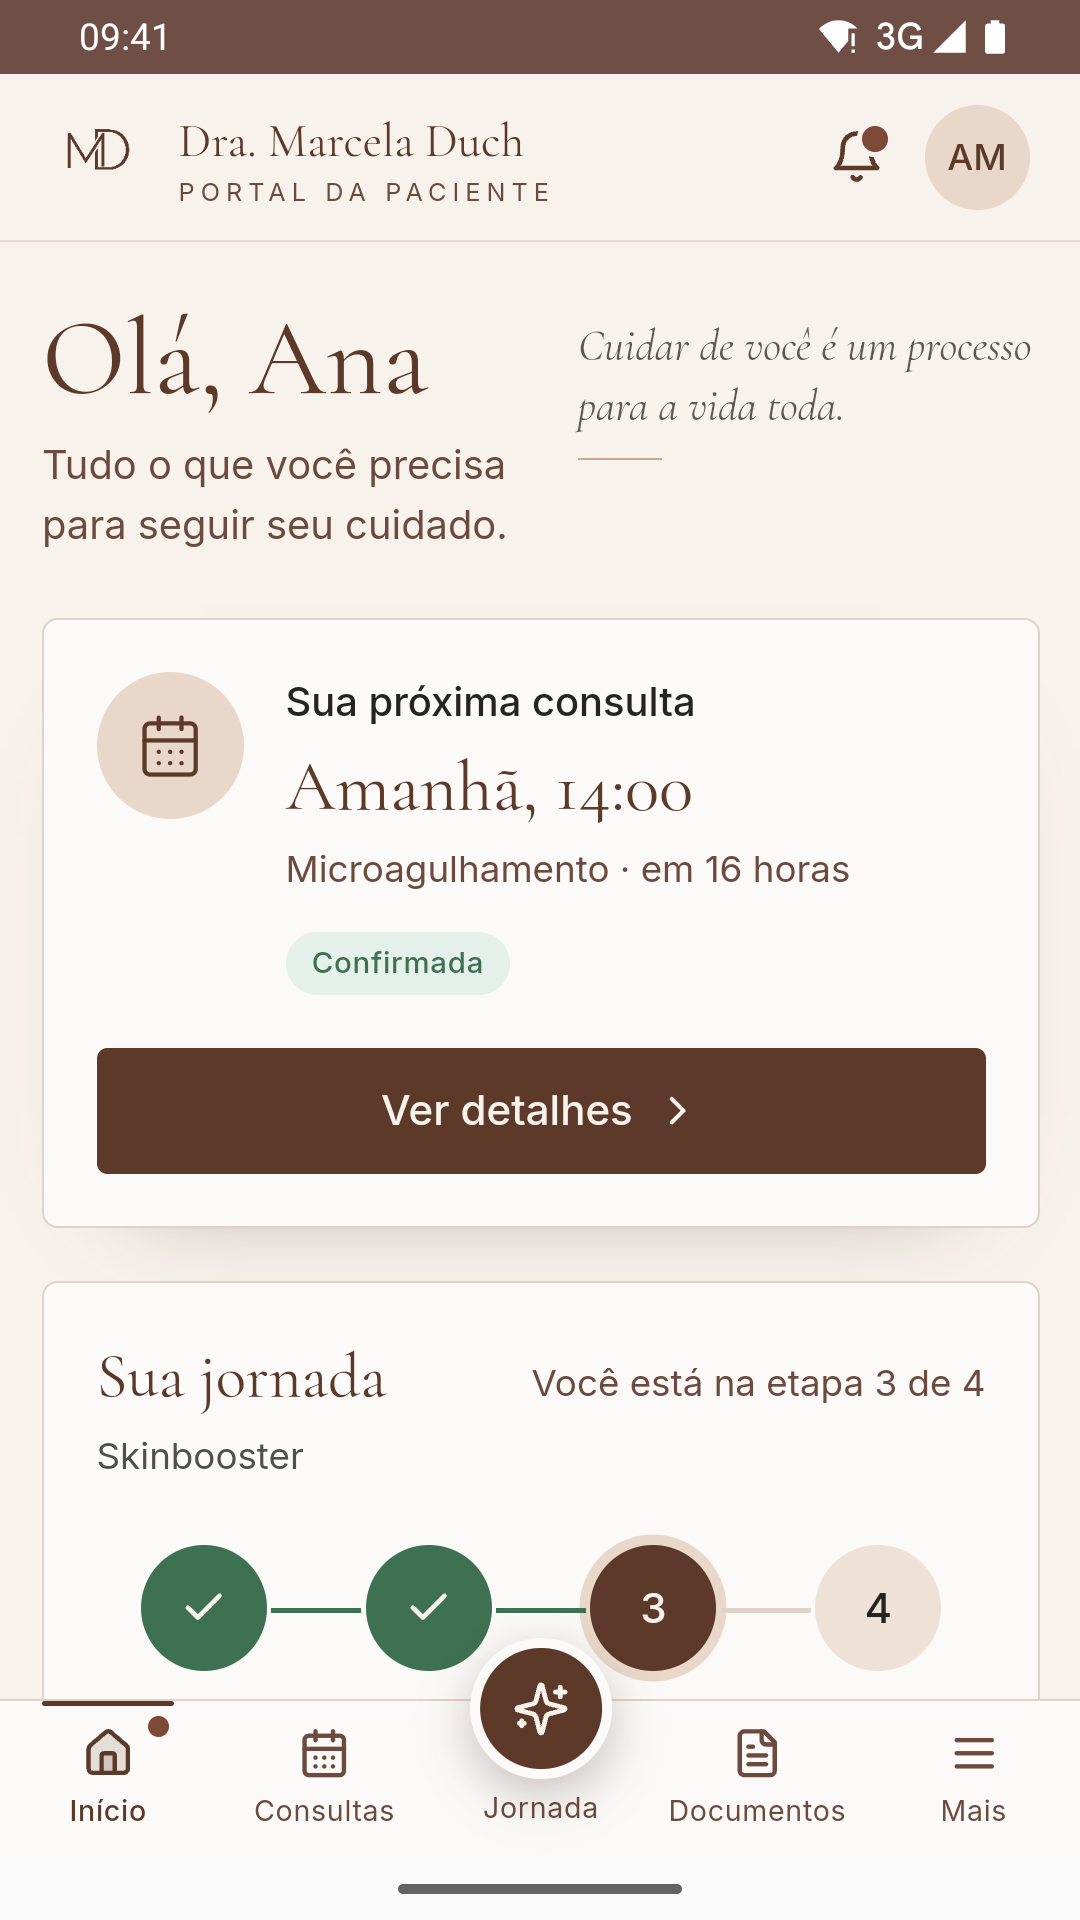 09:41
3G
MD
Dra. Marcela Duch
PORTAL DA PACIENTE
AM
Olá, Ana
Tudo o que você precisa
para seguir seu cuidado.
Cuidar de você é um processo
para a vida toda.
Sua próxima consulta
Amanhã, 14:00
Microagulhamento · em 16 horas
Confirmada
Ver detalhes
Sua jornada
Você está na etapa 3 de 4
Skinbooster
3
4
Início
Consultas
Jornada
Documentos
Mais